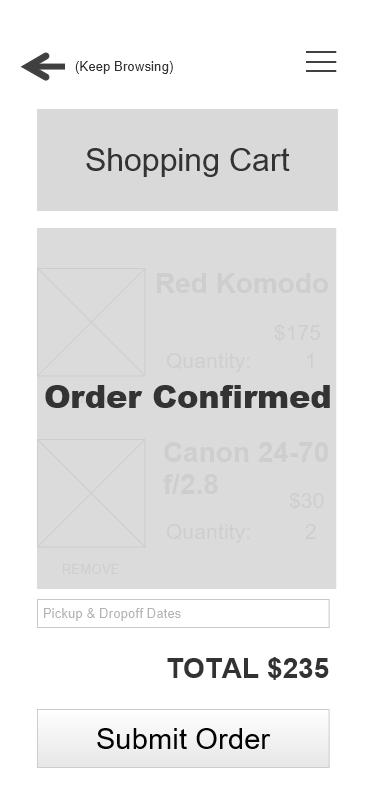 (Keep Browsing)
Shopping Cart
Red Komodo
$175
Quantity: 1
Order Confirmed
Canon 24-70
f/2.8
$30
Quantity: 2
REMOVE
Pickup & Dropoff Dates
TOTAL $235
Submit Order